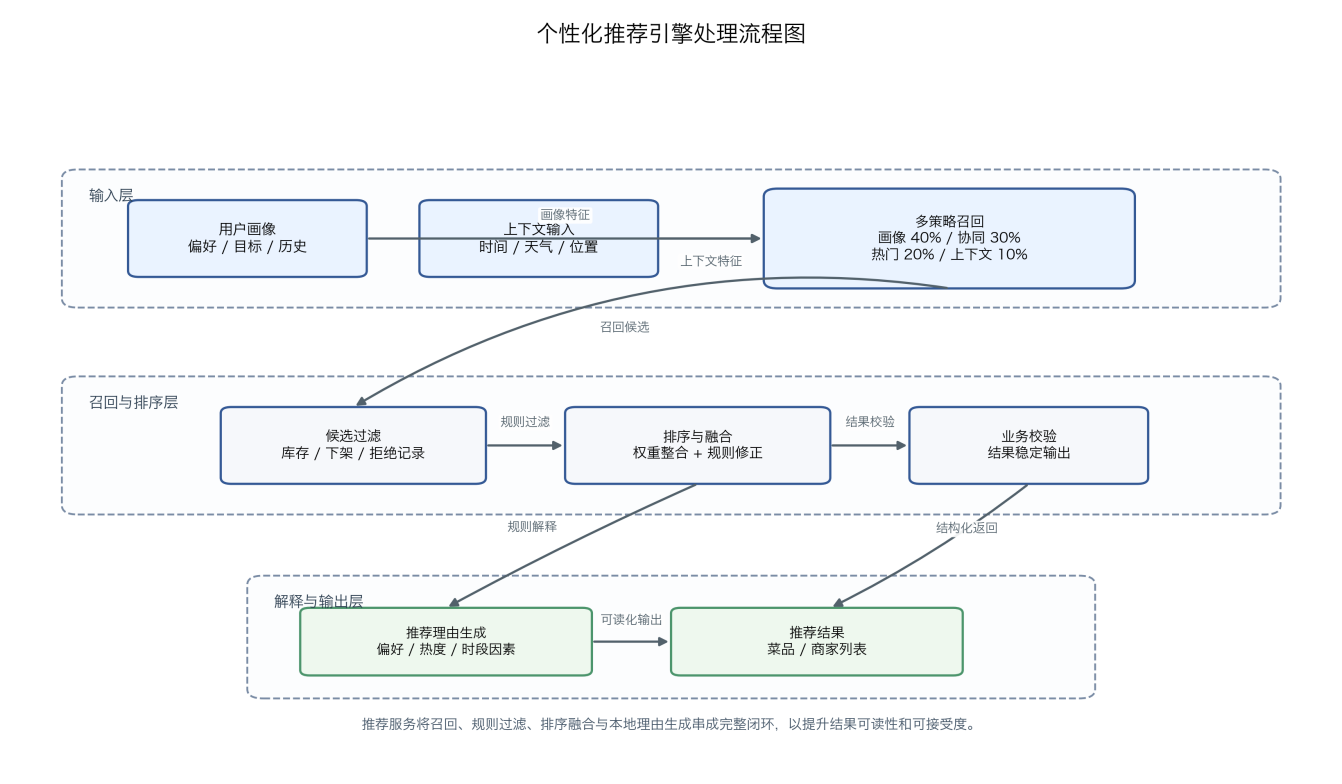 个性化推荐引擎处理流程图
输入层
用户画像
偏好 / 目标 / 历史
画像特征
上下文输入
时间 / 天气 / 位置
上下文特征
多策略召回
画像 40% / 协同 30%
热门 20% / 上下文 10%
召回候选
召回与排序层
候选过滤
库存 / 下架 / 拒绝记录
规则过滤
排序与融合
权重整合 + 规则修正
结果校验
业务校验
结果稳定输出
规则解释
结构化返回
解释与输出层
推荐理由生成
偏好 / 热度 / 时段因素
可读化输出
推荐结果
菜品 / 商家列表
推荐服务将召回、规则过滤、排序融合与本地理由生成串成完整闭环，以提升结果可读性和可接受度。